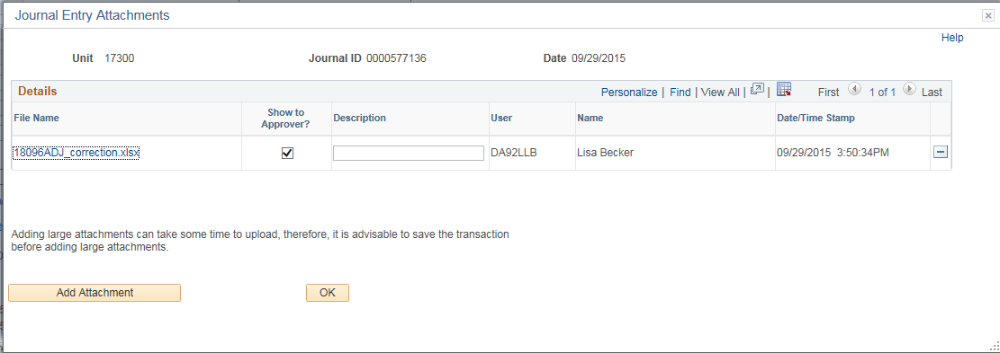 Journal Entry Attachments
Help
Unit 17300 Journal ID 0000577136 Date 09/29/2015
Details Personalize | Find | View All | | First 1 of 1 Last
File Name Show to Approver? Description User Name Date/Time Stamp
18096ADJ_correction.xlsx DA92LLB Lisa Becker 09/29/2015 3:50:34PM
Adding large attachments can take some time to upload, therefore, it is advisable to save the transaction
before adding large attachments.
Add Attachment OK